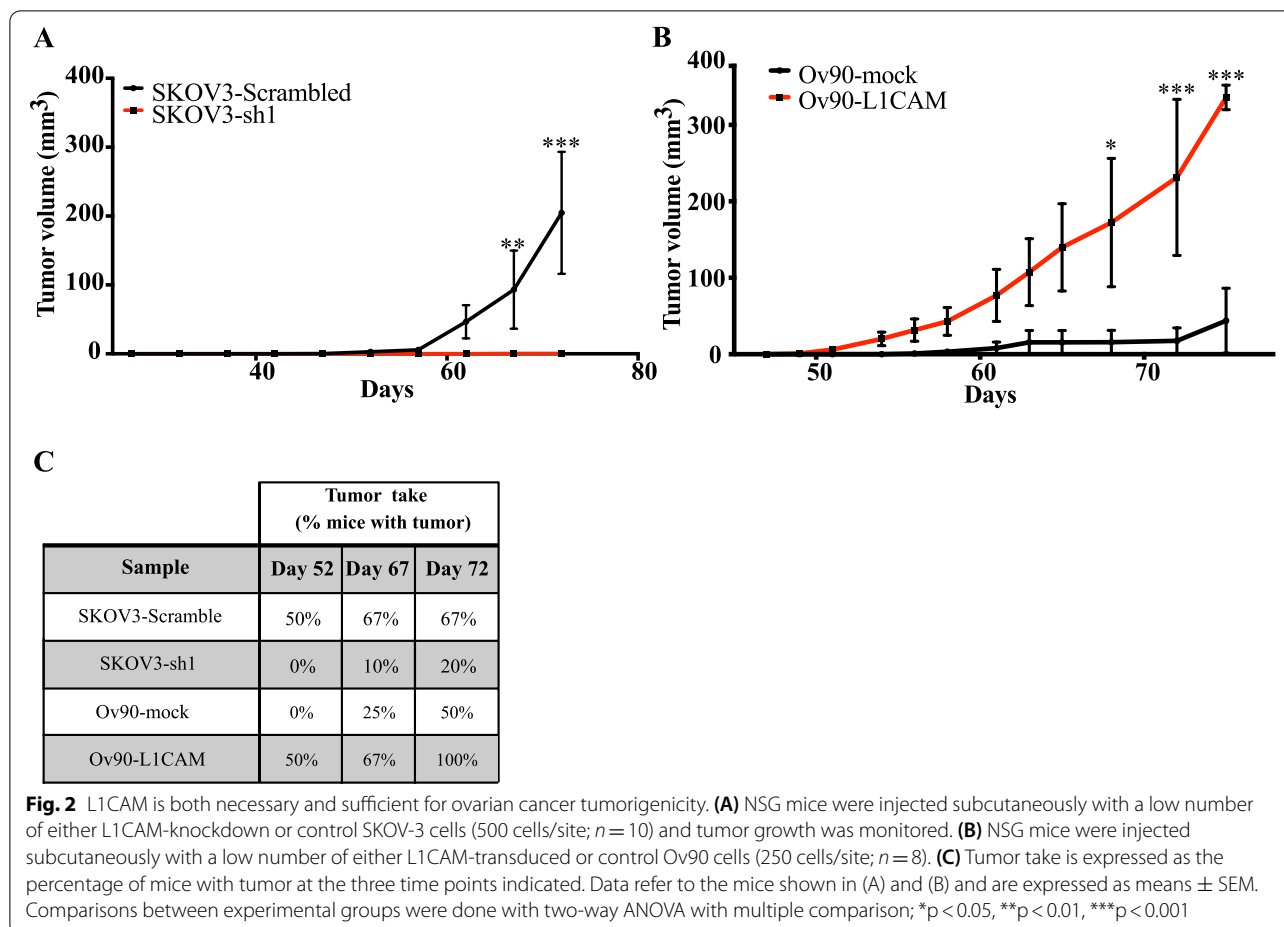 A
400
300
200
100
0
Tumor volume (mm3)
SKOV3-Scrambled
SKOV3-sh1
**
***
40
60
80
Days
B
400
300
200
100
0
Tumor volume (mm3)
Ov90-mock
Ov90-L1CAM
*
***
***
50
60
70
Days
C
Tumor take
(% mice with tumor)
Sample Day 52 Day 67 Day 72
SKOV3-Scramble 50% 67% 67%
SKOV3-sh1 0% 10% 20%
Ov90-mock 0% 25% 50%
Ov90-L1CAM 50% 67% 100%
Fig. 2 L1CAM is both necessary and sufficient for ovarian cancer tumorigenicity. (A) NSG mice were injected subcutaneously with a low number
of either L1CAM-knockdown or control SKOV-3 cells (500 cells/site; n = 10) and tumor growth was monitored. (B) NSG mice were injected
subcutaneously with a low number of either L1CAM-transduced or control Ov90 cells (250 cells/site; n = 8). (C) Tumor take is expressed as the
percentage of mice with tumor at the three time points indicated. Data refer to the mice shown in (A) and (B) and are expressed as means ± SEM.
Comparisons between experimental groups were done with two-way ANOVA with multiple comparison; *p < 0.05, **p < 0.01, ***p < 0.001